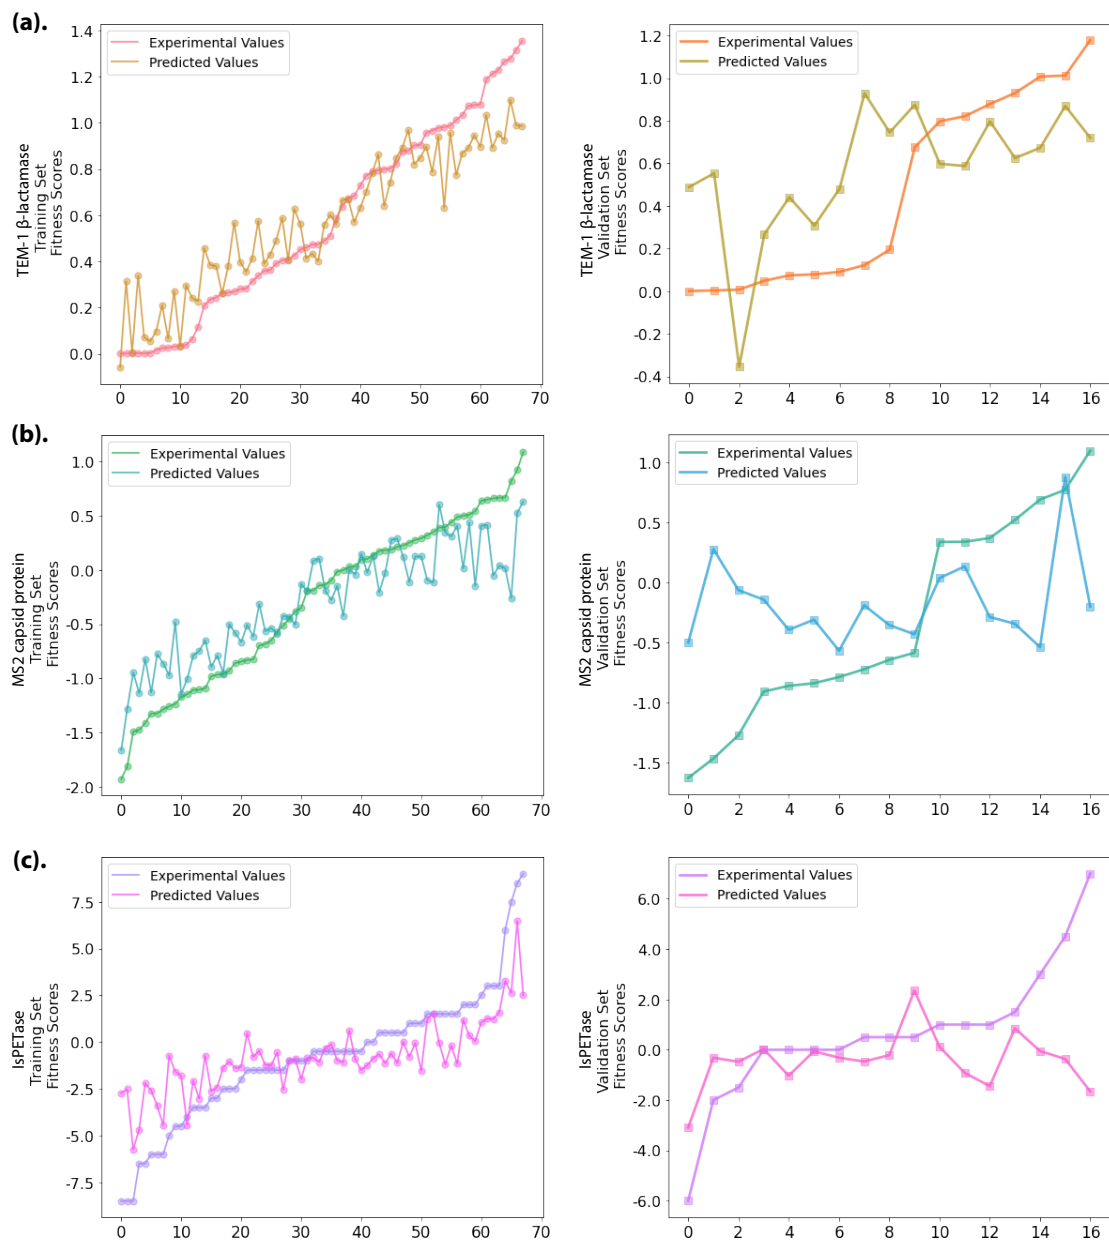 (a).
TEM-1 β-lactamase
Training Set
Fitness Scores
1.4
1.2
1.0
0.8
0.6
0.4
0.2
0.0
Experimental Values
Predicted Values
0 10 20 30 40 50 60 70
TEM-1 β-lactamase
Validation Set
Fitness Scores
1.2
1.0
0.8
0.6
0.4
0.2
0.0
-0.2
-0.4
Experimental Values
Predicted Values
0 2 4 6 8 10 12 14 16
(b).
MS2 capsid protein
Training Set
Fitness Scores
1.0
0.5
0.0
-0.5
-1.0
-1.5
-2.0
Experimental Values
Predicted Values
0 10 20 30 40 50 60 70
MS2 capsid protein
Validation Set
Fitness Scores
1.0
0.5
0.0
-0.5
-1.0
-1.5
Experimental Values
Predicted Values
0 2 4 6 8 10 12 14 16
(c).
IsPETase
Training Set
Fitness Scores
7.5
5.0
2.5
0.0
-2.5
-5.0
-7.5
Experimental Values
Predicted Values
0 10 20 30 40 50 60 70
IsPETase
Validation Set
Fitness Scores
6.0
4.0
2.0
0.0
-2.0
-4.0
-6.0
Experimental Values
Predicted Values
0 2 4 6 8 10 12 14 16